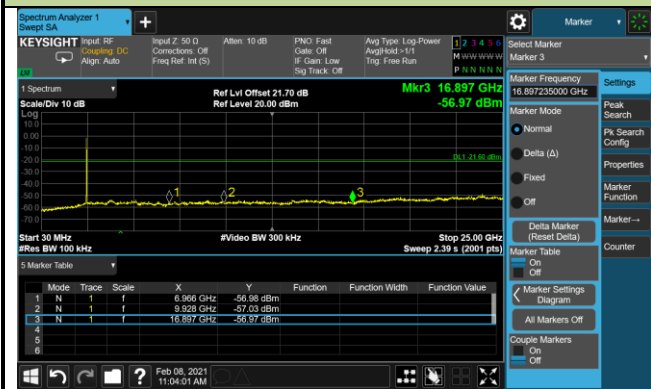 Spectrum Analyzer 1
Swept SA
Marker
KEYSIGHT
Input: RF
Coupling: DC
Align: Auto
Input Z: 50 Ω
Corrections: Off
Freq Ref: Int (S)
Atten: 10 dB
PNO: Fast
Gate: Off
IF Gain: Low
Sig Track: Off
Avg Type: Log-Power
Avg|Hold:>1/1
Trig: Free Run
1 2 3 4 5 6
M W W W W W
P N N N N N
LXI
Select Marker
Marker 3
1 Spectrum
Scale/Div 10 dB
Ref Lvl Offset 21.70 dB
Ref Level 20.00 dBm
Mkr3 16.897 GHz
-56.97 dBm
Log
10.0
0.00
-10.0
-20.0
-30.0
-40.0
-50.0
-60.0
-70.0
DL1 -21.60 dBm
1
2
3
Start 30 MHz
#Res BW 100 kHz
#Video BW 300 kHz
Stop 25.00 GHz
Sweep 2.39 s (2001 pts)
5 Marker Table
Mode Trace Scale X Y Function Function Width Function Value
1 N 1 f 6.966 GHz -56.98 dBm
2 N 1 f 9.928 GHz -57.03 dBm
3 N 1 f 16.897 GHz -56.97 dBm
4
5
6
Marker Frequency
16.897235000 GHz
Marker Mode
Normal
Delta (Δ)
Fixed
Off
Delta Marker
(Reset Delta)
Marker Table
On
Off
Marker Settings
Diagram
All Markers Off
Couple Markers
On
Off
Settings
Peak
Search
Pk Search
Config
Properties
Marker
Function
Marker→
Counter
Feb 08, 2021
11:04:01 AM